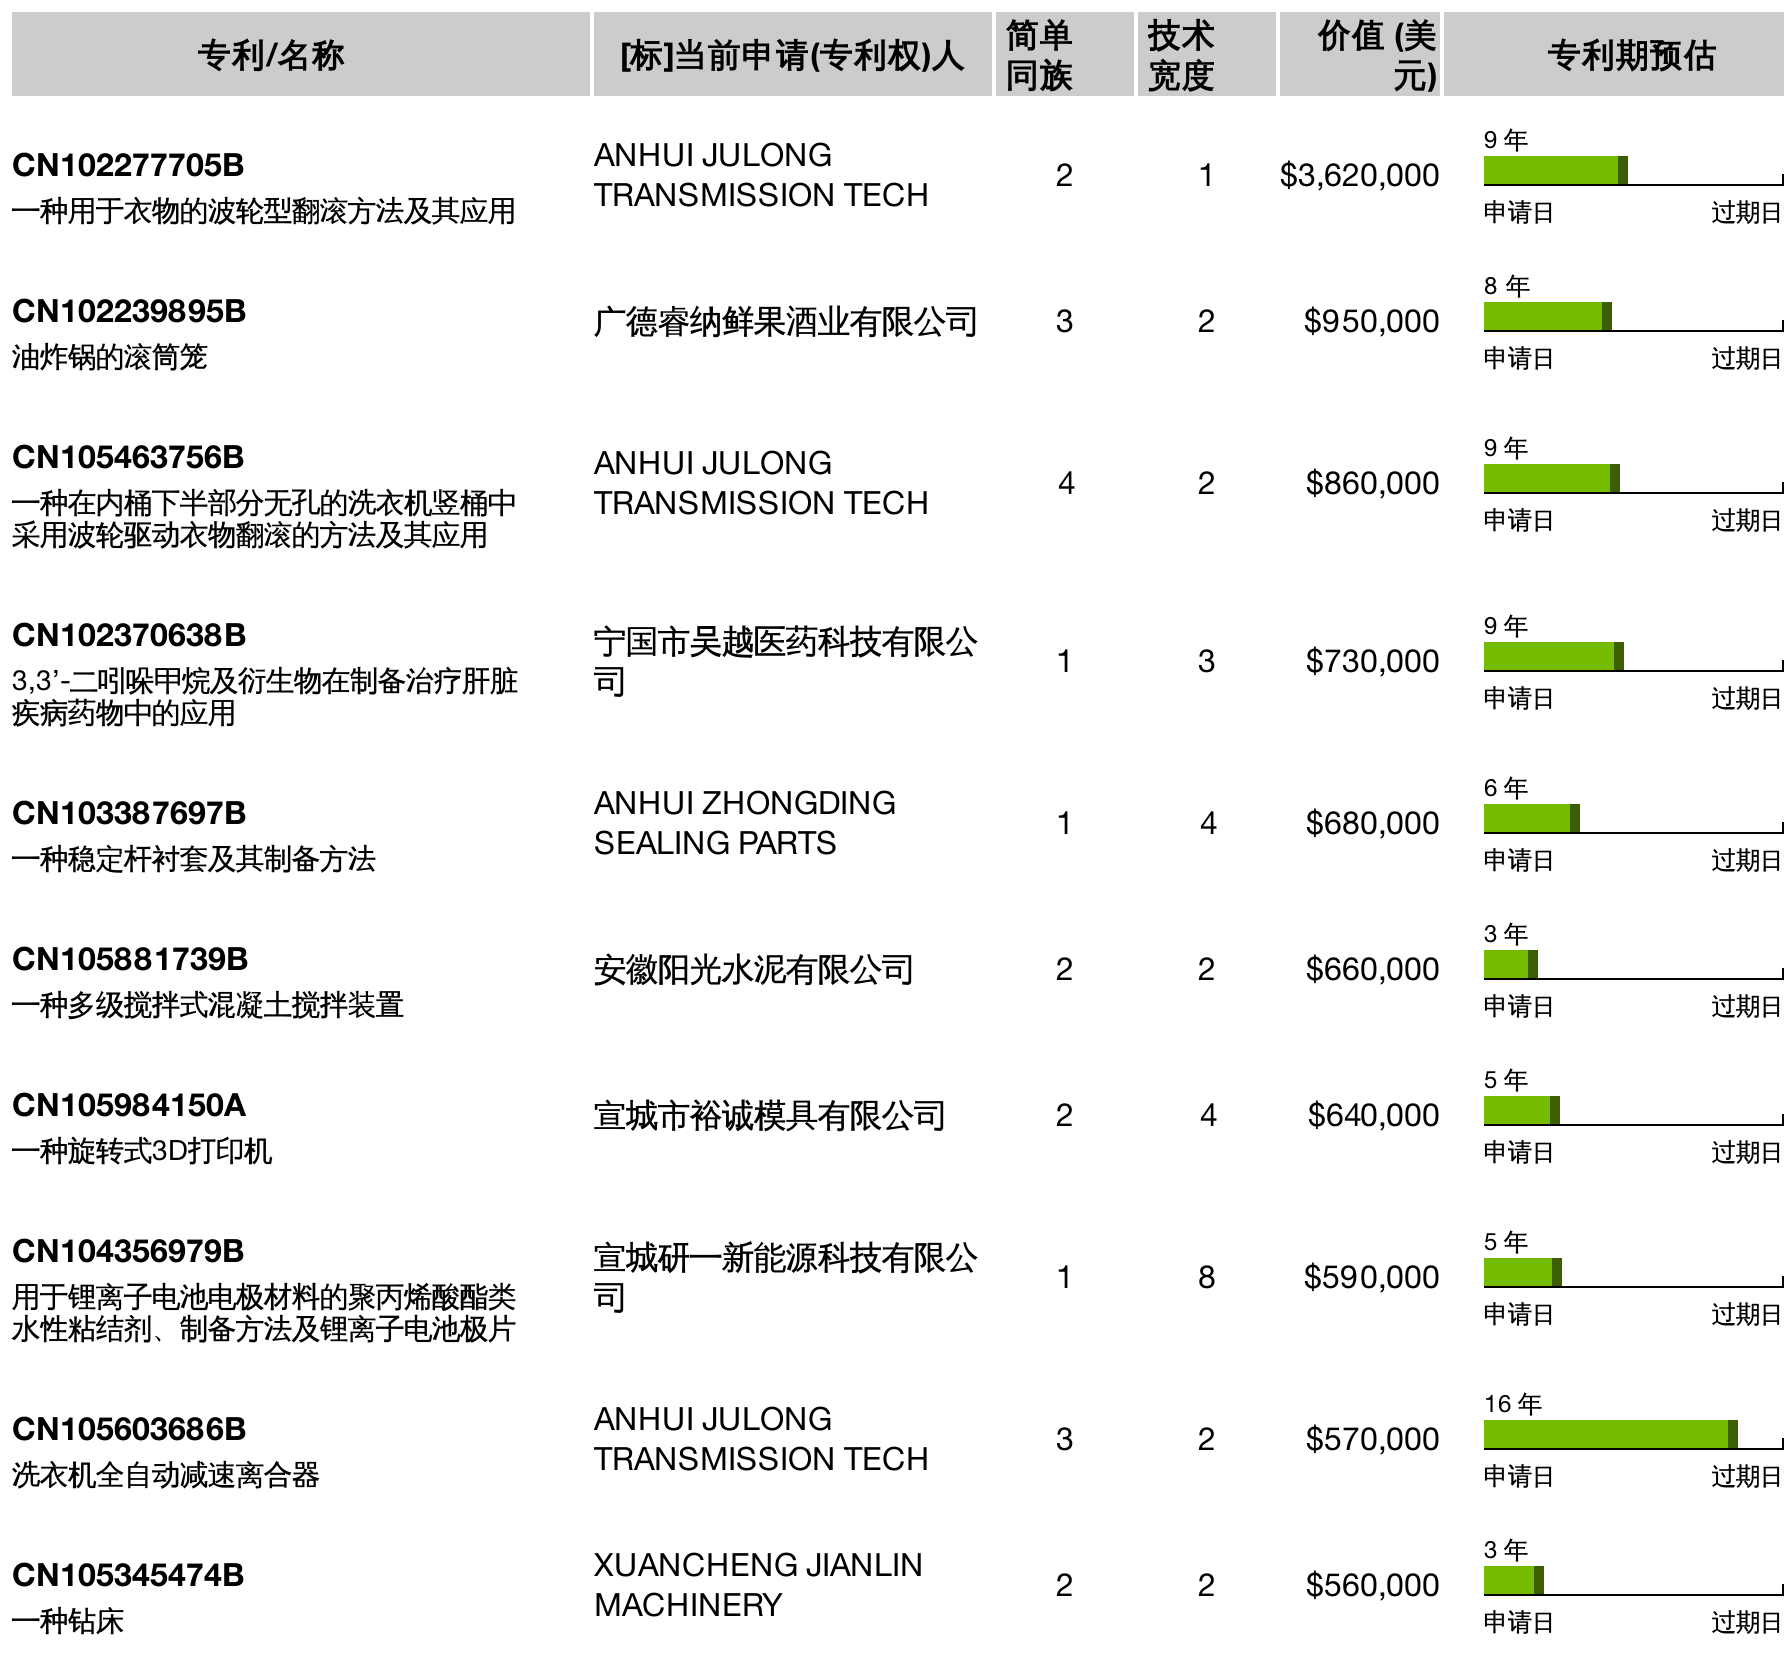 专利/名称
[标]当前申请(专利权)人
简单
同族
技术
宽度
价值 (美
元)
专利期预估
CN102277705B
一种用于衣物的波轮型翻滚方法及其应用
ANHUI JULONG
TRANSMISSION TECH
2
1
$3,620,000
9 年
申请日
过期日
CN102239895B
油炸锅的滚筒笼
广德睿纳鲜果酒业有限公司
3
2
$950,000
8 年
申请日
过期日
CN105463756B
一种在内桶下半部分无孔的洗衣机竖桶中
采用波轮驱动衣物翻滚的方法及其应用
ANHUI JULONG
TRANSMISSION TECH
4
2
$860,000
9 年
申请日
过期日
CN102370638B
3,3’-二吲哚甲烷及衍生物在制备治疗肝脏
疾病药物中的应用
宁国市吴越医药科技有限公
司
1
3
$730,000
9 年
申请日
过期日
CN103387697B
一种稳定杆衬套及其制备方法
ANHUI ZHONGDING
SEALING PARTS
1
4
$680,000
6 年
申请日
过期日
CN105881739B
一种多级搅拌式混凝土搅拌装置
安徽阳光水泥有限公司
2
2
$660,000
3 年
申请日
过期日
CN105984150A
一种旋转式3D打印机
宣城市裕诚模具有限公司
2
4
$640,000
5 年
申请日
过期日
CN104356979B
用于锂离子电池电极材料的聚丙烯酸酯类
水性粘结剂、制备方法及锂离子电池极片
宣城研一新能源科技有限公
司
1
8
$590,000
5 年
申请日
过期日
CN105603686B
洗衣机全自动减速离合器
ANHUI JULONG
TRANSMISSION TECH
3
2
$570,000
16 年
申请日
过期日
CN105345474B
一种钻床
XUANCHENG JIANLIN
MACHINERY
2
2
$560,000
3 年
申请日
过期日